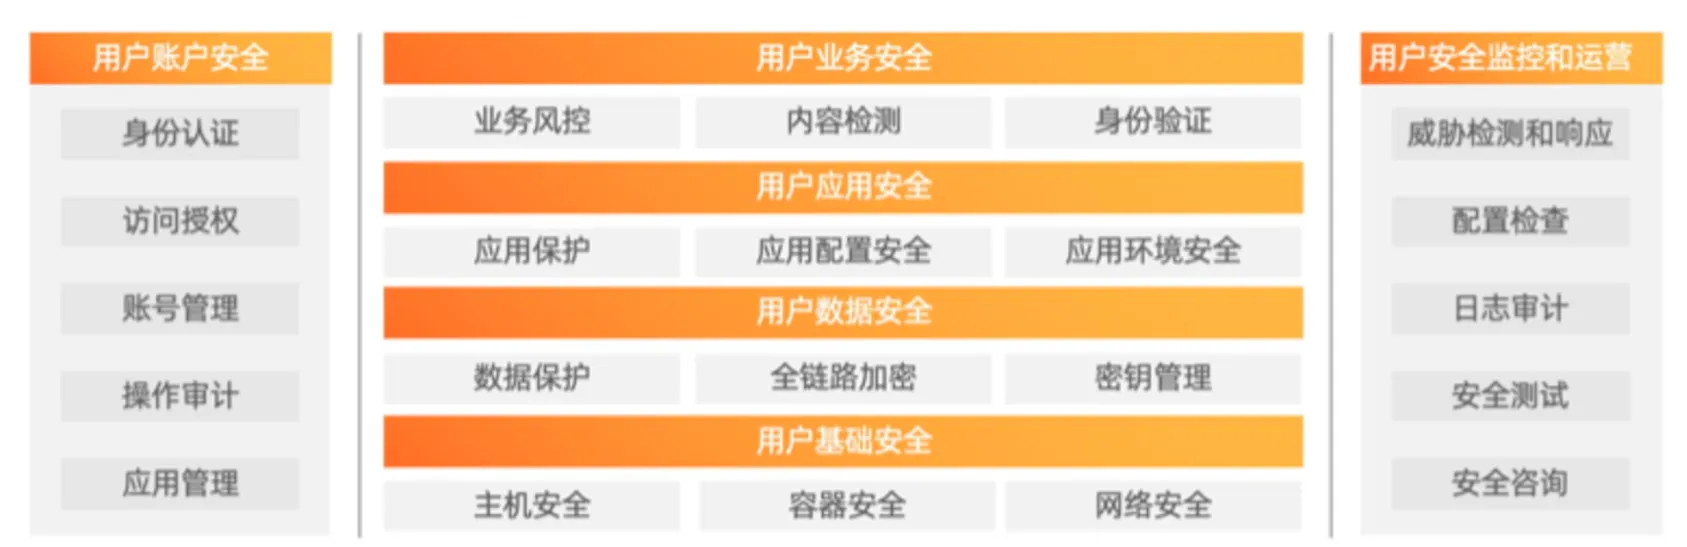 用户账户安全
身份认证
访问授权
账号管理
操作审计
应用管理
用户业务安全
业务风控 内容检测 身份验证
用户应用安全
应用保护 应用配置安全 应用环境安全
用户数据安全
数据保护 全链路加密 密钥管理
用户基础安全
主机安全 容器安全 网络安全
用户安全监控和运营
威胁检测和响应
配置检查
日志审计
安全测试
安全咨询